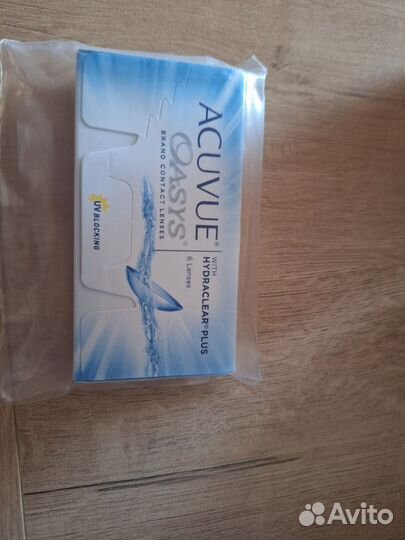 ACUVUE®
OASYS®
BRAND CONTACT LENSES
WITH
HYDRACLEAR® PLUS
6 Lenses
UV BLOCKING
Avito